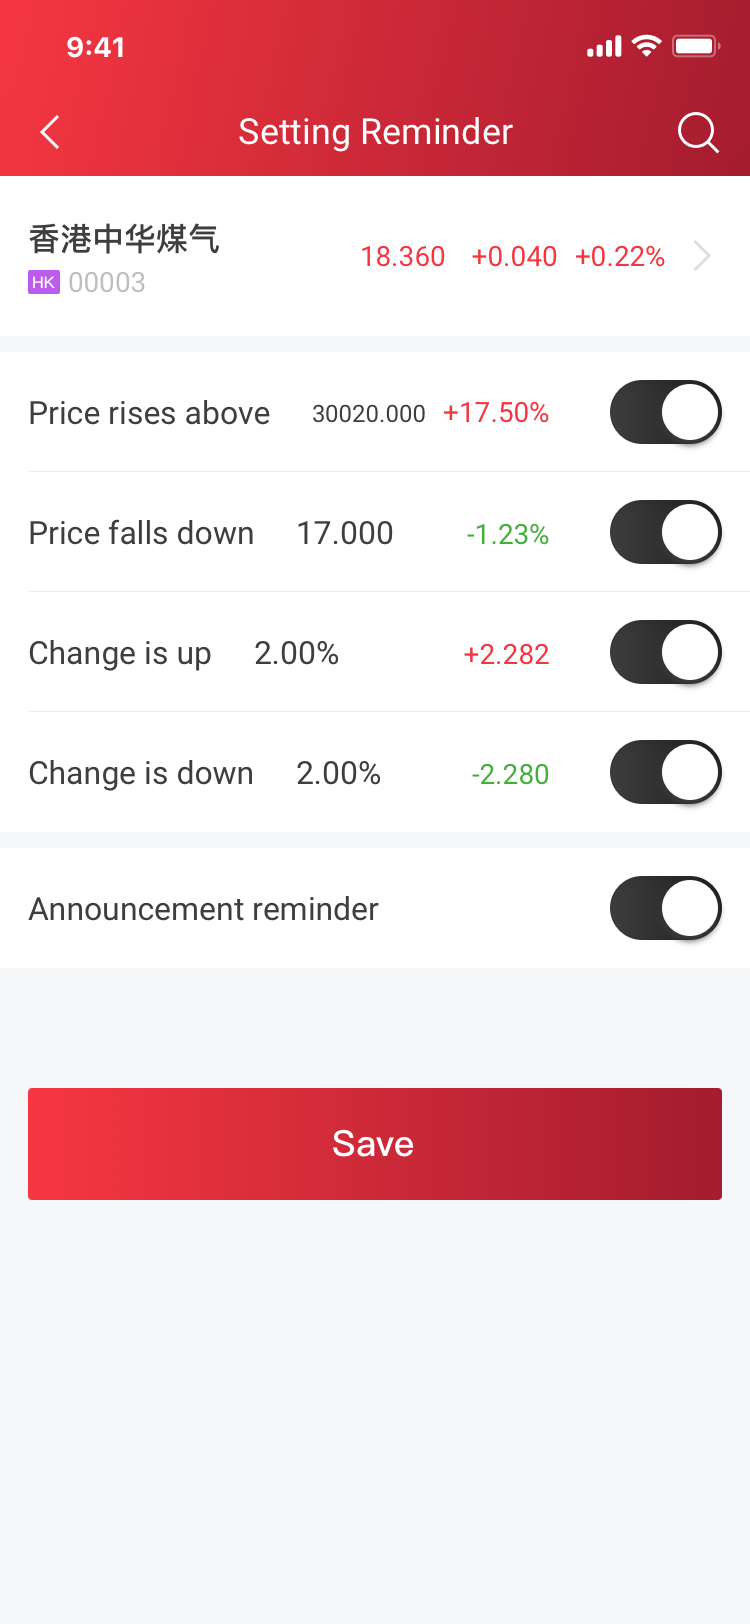 9:41
Setting Reminder
香港中华煤气
18.360 +0.040 +0.22%
HK 00003
Price rises above 30020.000 +17.50%
Price falls down 17.000 -1.23%
Change is up 2.00% +2.282
Change is down 2.00% -2.280
Announcement reminder
Save